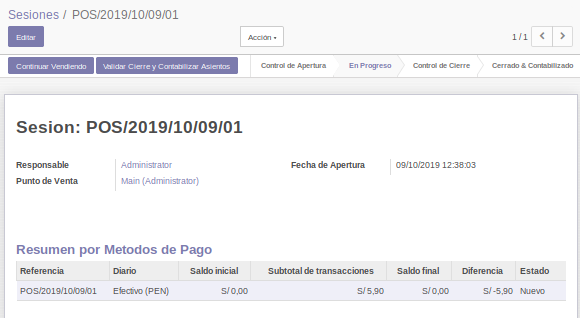 Sesiones / POS/2019/10/09/01
Editar Acción 1 / 1
Continuar Vendiendo Validar Cierre y Contabilizar Asientos Control de Apertura En Progreso Control de Cierre Cerrado & Contabilizado
Sesion: POS/2019/10/09/01
Responsable Administrator Fecha de Apertura 09/10/2019 12:38:03
Punto de Venta Main (Administrator)
Resumen por Metodos de Pago
Referencia Diario Saldo inicial Subtotal de transacciones Saldo final Diferencia Estado
POS/2019/10/09/01 Efectivo (PEN) S/ 0,00 S/ 5,90 S/ 0,00 S/ -5,90 Nuevo